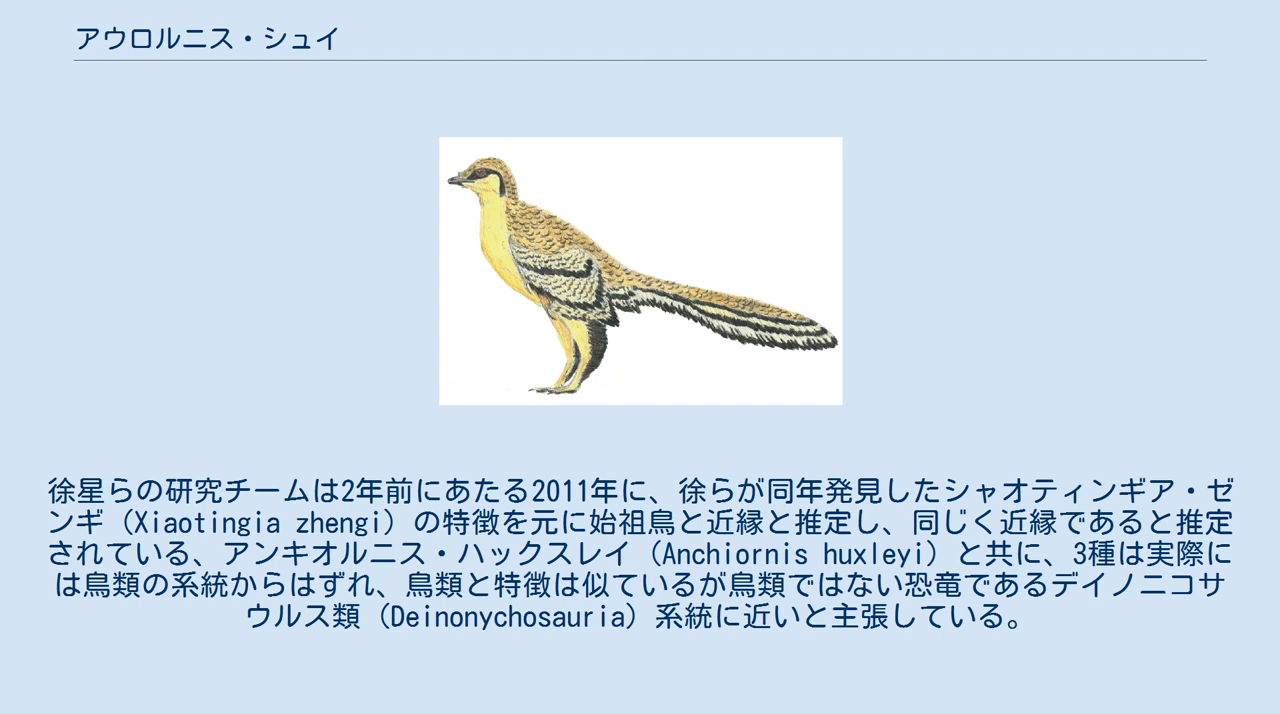 アウロルニス・シュイ
徐星らの研究チームは2年前にあたる2011年に、徐らが同年発見したシャオティンギア・ゼ
ンギ（Xiaotingia zhengi）の特徴を元に始祖鳥と近縁と推定し、同じく近縁であると推定
されている、アンキオルニス・ハックスレイ（Anchiornis huxleyi）と共に、3種は実際に
は鳥類の系統からはずれ、鳥類と特徴は似ているが鳥類ではない恐竜であるデイノニコサ
ウルス類（Deinonychosauria）系統に近いと主張している。